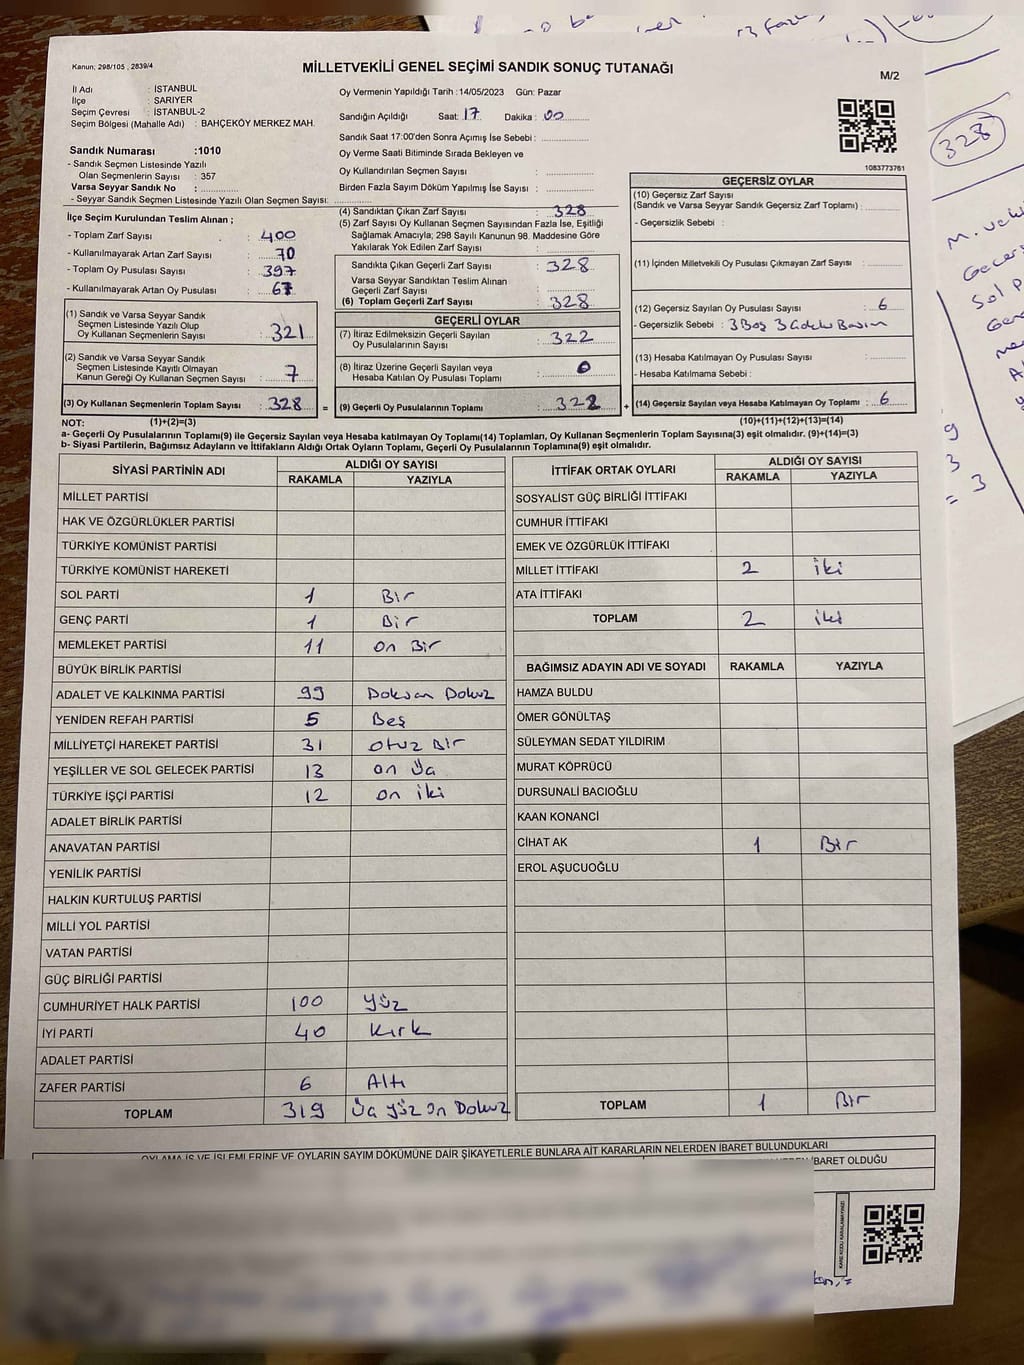 Kanun; 298/105 , 2839/4
MİLLETVEKİLİ GENEL SEÇİMİ SANDIK SONUÇ TUTANAĞI
M/2
İl Adı : İSTANBUL
İlçe : SARIYER
Seçim Çevresi : İSTANBUL-2
Seçim Bölgesi (Mahalle Adı) : BAHÇEKÖY MERKEZ MAH.
Sandık Numarası :1010
- Sandık Seçmen Listesinde Yazılı
Olan Seçmenlerin Sayısı : 357
Varsa Seyyar Sandık No :
- Seyyar Sandık Seçmen Listesinde Yazılı Olan Seçmen Sayısı:
Oy Vermenin Yapıldığı Tarih :14/05/2023 Gün: Pazar
Sandığın Açıldığı Saat: 17 Dakika : 00
Sandık Saat 17:00'den Sonra Açımış İse Sebebi :
Oy Verme Saati Bitiminde Sırada Bekleyen ve
Oy Kullandırılan Seçmen Sayısı :
Birden Fazla Sayım Döküm Yapılmış İse Sayısı :
1083773761
İlçe Seçim Kurulundan Teslim Alınan ;
- Toplam Zarf Sayısı : 400
- Kullanılmayarak Artan Zarf Sayısı : 70
- Toplam Oy Pusulası Sayısı : 397
- Kullanılmayarak Artan Oy Pusulası : 67
(1) Sandık ve Varsa Seyyar Sandık
Seçmen Listesinde Yazılı Olup
Oy Kullanan Seçmenlerin Sayısı : 321
(2) Sandık ve Varsa Seyyar Sandık
Seçmen Listesinde Kayıtlı Olmayan
Kanun Gereği Oy Kullanan Seçmen Sayısı : 7
(3) Oy Kullanan Seçmenlerin Toplam Sayısı : 328
(4) Sandıktan Çıkan Zarf Sayısı : 328
(5) Zarf Sayısı Oy Kullanan Seçmen Sayısından Fazla İse, Eşitliği
Sağlamak Amacıyla; 298 Sayılı Kanunun 98. Maddesine Göre
Yakılarak Yok Edilen Zarf Sayısı :
Sandıkta Çıkan Geçerli Zarf Sayısı : 328
Varsa Seyyar Sandıktan Teslim Alınan
Geçerli Zarf Sayısı :
(6) Toplam Geçerli Zarf Sayısı : 328
GEÇERLİ OYLAR
(7) İtiraz Edilmeksizin Geçerli Sayılan
Oy Pusulalarının Sayısı : 322
(8) İtiraz Üzerine Geçerli Sayılan veya
Hesaba Katılan Oy Pusulası Toplamı : 0
= (9) Geçerli Oy Pusulalarının Toplamı : 322
GEÇERSİZ OYLAR
(10) Geçersiz Zarf Sayısı
(Sandık ve Varsa Seyyar Sandık Geçersiz Zarf Toplamı) :
- Geçersizlik Sebebi :
(11) İçinden Milletvekili Oy Pusulası Çıkmayan Zarf Sayısı :
(12) Geçersiz Sayılan Oy Pusulası Sayısı : 6
- Geçersizlik Sebebi : 3 Boş 3
(13) Hesaba Katılmayan Oy Pusulası Sayısı :
- Hesaba Katılmama Sebebi :
+ (14) Geçersiz Sayılan veya Hesaba Katılmayan Oy Toplamı : 6
NOT: (1)+(2)=(3) (10)+(11)+(12)+(13)=(14)
a- Geçerli Oy Pusulalarının Toplamı(9) ile Geçersiz Sayılan veya Hesaba katılmayan Oy Toplamı(14) Toplamları, Oy Kullanan Seçmenlerin Toplam Sayısına(3) eşit olmalıdır. (9)+(14)=(3)
b- Siyasi Partilerin, Bağımsız Adayların ve İttifakların Aldığı Ortak Oyların Toplamı, Geçerli Oy Pusulalarının Toplamına(9) eşit olmalıdır.
SİYASİ PARTİNİN ADI ALDIĞI OY SAYISI
RAKAMLA YAZIYLA
MİLLET PARTİSİ
HAK VE ÖZGÜRLÜKLER PARTİSİ
TÜRKİYE KOMÜNİST PARTİSİ
TÜRKİYE KOMÜNİST HAREKETİ
SOL PARTİ 1 Bir
GENÇ PARTİ 1 Bir
MEMLEKET PARTİSİ 11 on Bir
BÜYÜK BİRLİK PARTİSİ
ADALET VE KALKINMA PARTİSİ 99 Doksan Dokuz
YENİDEN REFAH PARTİSİ 5 Beş
MİLLİYETÇİ HAREKET PARTİSİ 31 otuz Bir
YEŞİLLER VE SOL GELECEK PARTİSİ 13 on Üç
TÜRKİYE İŞÇİ PARTİSİ 12 on iki
ADALET BİRLİK PARTİSİ
ANAVATAN PARTİSİ
YENİLİK PARTİSİ
HALKIN KURTULUŞ PARTİSİ
MİLLİ YOL PARTİSİ
VATAN PARTİSİ
GÜÇ BİRLİĞİ PARTİSİ
CUMHURİYET HALK PARTİSİ 100 Yüz
İYİ PARTİ 40 Kırk
ADALET PARTİSİ
ZAFER PARTİSİ 6 Altı
TOPLAM 319 Üç Yüz On Dokuz
İTTİFAK ORTAK OYLARI ALDIĞI OY SAYISI
RAKAMLA YAZIYLA
SOSYALİST GÜÇ BİRLİĞİ İTTİFAKI
CUMHUR İTTİFAKI
EMEK VE ÖZGÜRLÜK İTTİFAKI
MİLLET İTTİFAKI 2 iki
ATA İTTİFAKI
TOPLAM 2 iki
BAĞIMSIZ ADAYIN ADI VE SOYADI RAKAMLA YAZIYLA
HAMZA BULDU
ÖMER GÖNÜLTAŞ
SÜLEYMAN SEDAT YILDIRIM
MURAT KÖPRÜCÜ
DURSUNALİ BACIOĞLU
KAAN KONANCİ
CİHAT AK 1 Bir
EROL AŞUCUOĞLU
TOPLAM 1 Bir
OYLAMA İŞ VE İŞLEMLERİNE VE OYLARIN SAYIM DÖKÜMÜNE DAİR ŞİKAYETLERLE BUNLARA AİT KARARLARIN NELERDEN İBARET BULUNDUKLARI
İBARET OLDUĞU
328
9
3
= 3